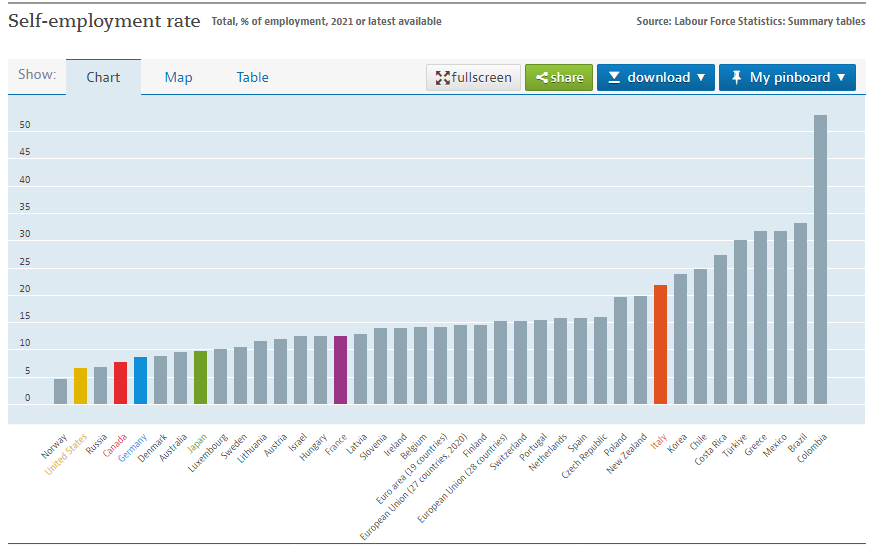 Self-employment rate Total, % of employment, 2021 or latest available Source: Labour Force Statistics: Summary tables
Show: Chart Map Table fullscreen share download ▼ My pinboard ▼
50
45
40
35
30
25
20
15
10
5
0
Norway
United States
Russia
Canada
Germany
Denmark
Australia
Japan
Luxembourg
Sweden
Lithuania
Austria
Israel
Hungary
France
Latvia
Slovenia
Ireland
Belgium
Euro area (19 countries)
European Union (27 countries, 2020)
Finland
European Union (28 countries)
Switzerland
Portugal
Netherlands
Spain
Czech Republic
Poland
New Zealand
Italy
Korea
Chile
Costa Rica
Türkiye
Greece
Mexico
Brazil
Colombia